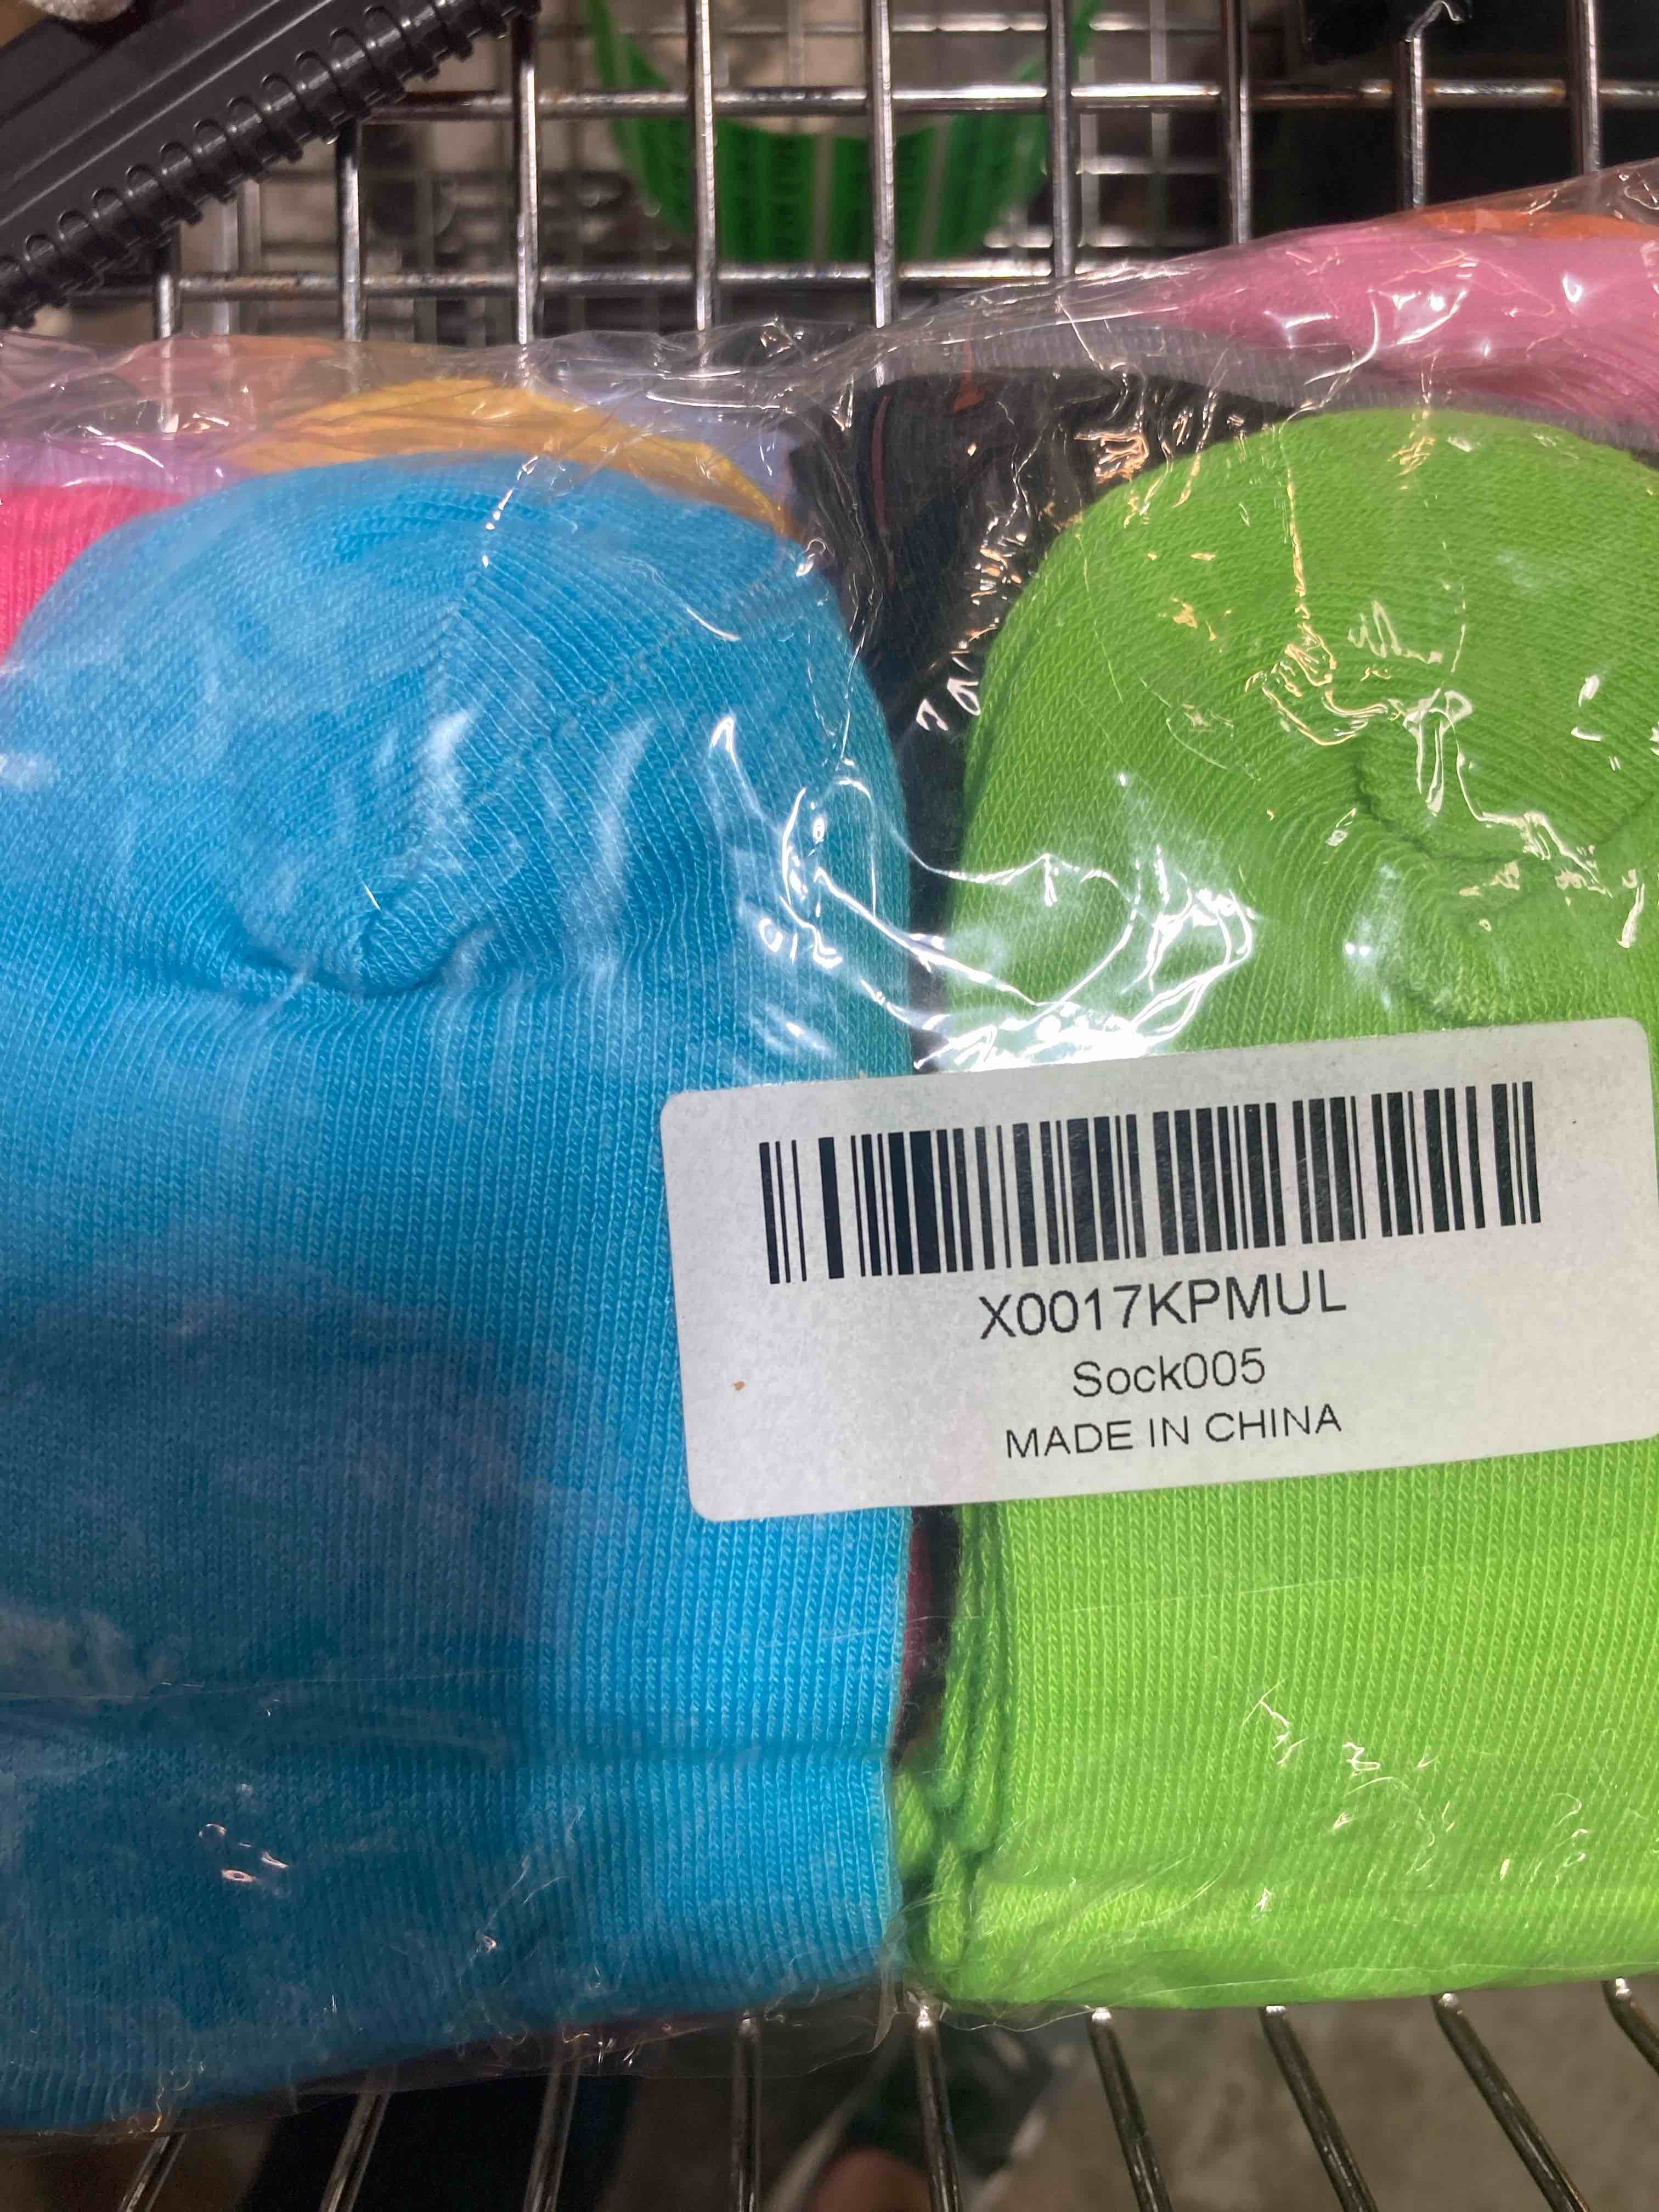 X0017KPMUL
Sock005
MADE IN CHINA